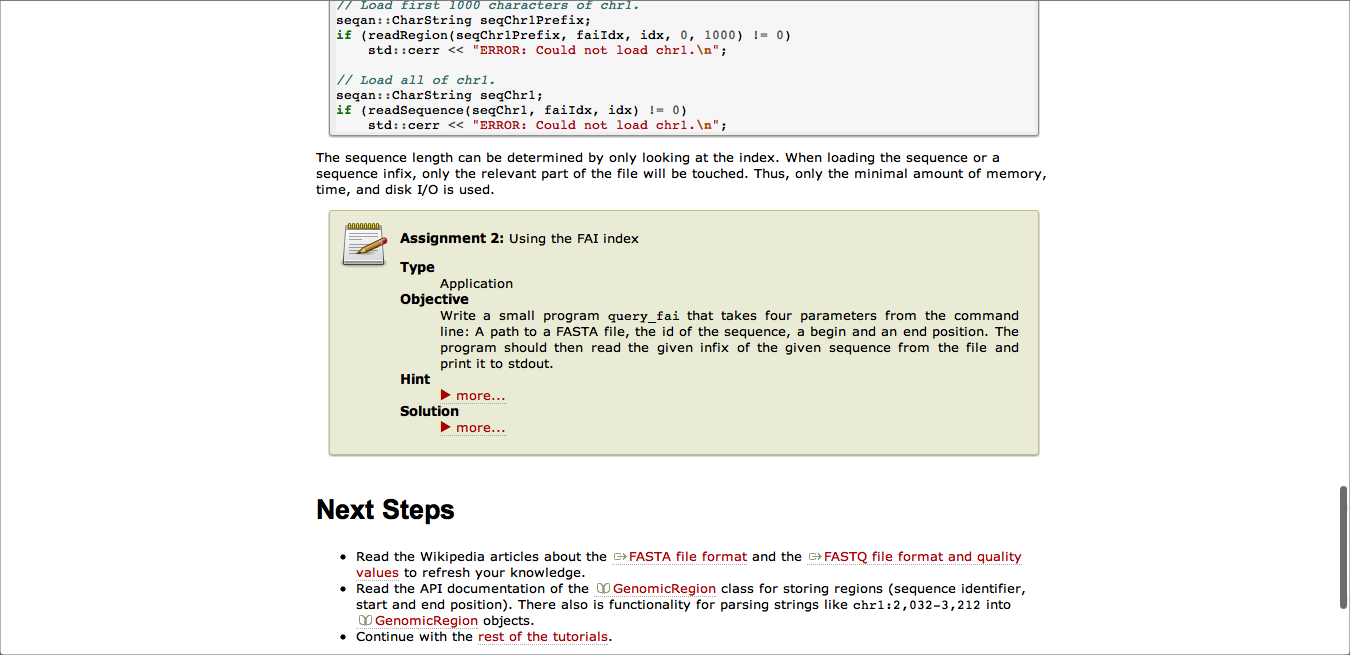 // Load first 1000 characters of chr1.
seqan::CharString seqChr1Prefix;
if (readRegion(seqChr1Prefix, faiIdx, idx, 0, 1000) != 0)
    std::cerr << "ERROR: Could not load chr1.\n";
// Load all of chr1.
seqan::CharString seqChr1;
if (readSequence(seqChr1, faiIdx, idx) != 0)
    std::cerr << "ERROR: Could not load chr1.\n";
The sequence length can be determined by only looking at the index. When loading the sequence or a
sequence infix, only the relevant part of the file will be touched. Thus, only the minimal amount of memory,
time, and disk I/O is used.
Assignment 2: Using the FAI index
Type
Application
Objective
Write a small program query_fai that takes four parameters from the command
line: A path to a FASTA file, the id of the sequence, a begin and an end position. The
program should then read the given infix of the given sequence from the file and
print it to stdout.
Hint
more...
Solution
more...
Next Steps
• Read the Wikipedia articles about the FASTA file format and the FASTQ file format and quality
values to refresh your knowledge.
• Read the API documentation of the GenomicRegion class for storing regions (sequence identifier,
start and end position). There also is functionality for parsing strings like chr1:2,032-3,212 into
GenomicRegion objects.
• Continue with the rest of the tutorials.